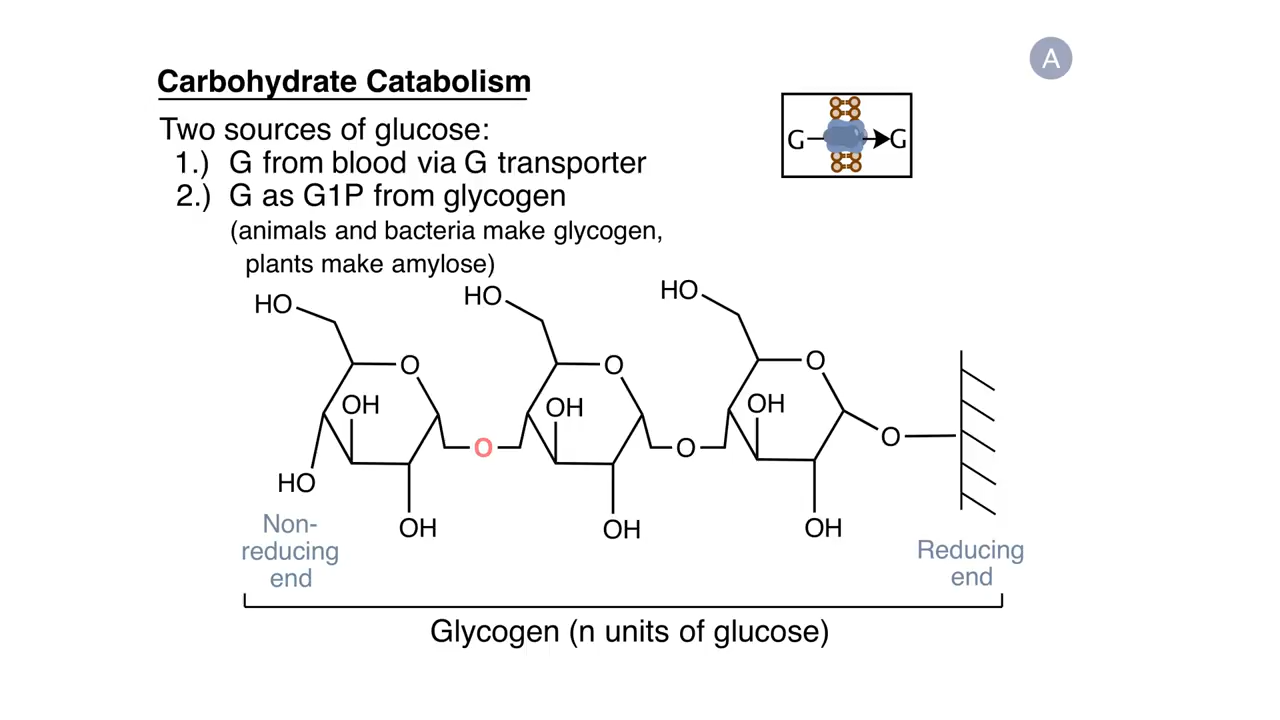 A
Carbohydrate Catabolism
Two sources of glucose:
1.) G from blood via G transporter
2.) G as G1P from glycogen
(animals and bacteria make glycogen,
plants make amylose)
G G
HO HO HO
O O O
OH OH OH
O O O
HO
OH OH OH
Non-
reducing
end
Reducing
end
Glycogen (n units of glucose)